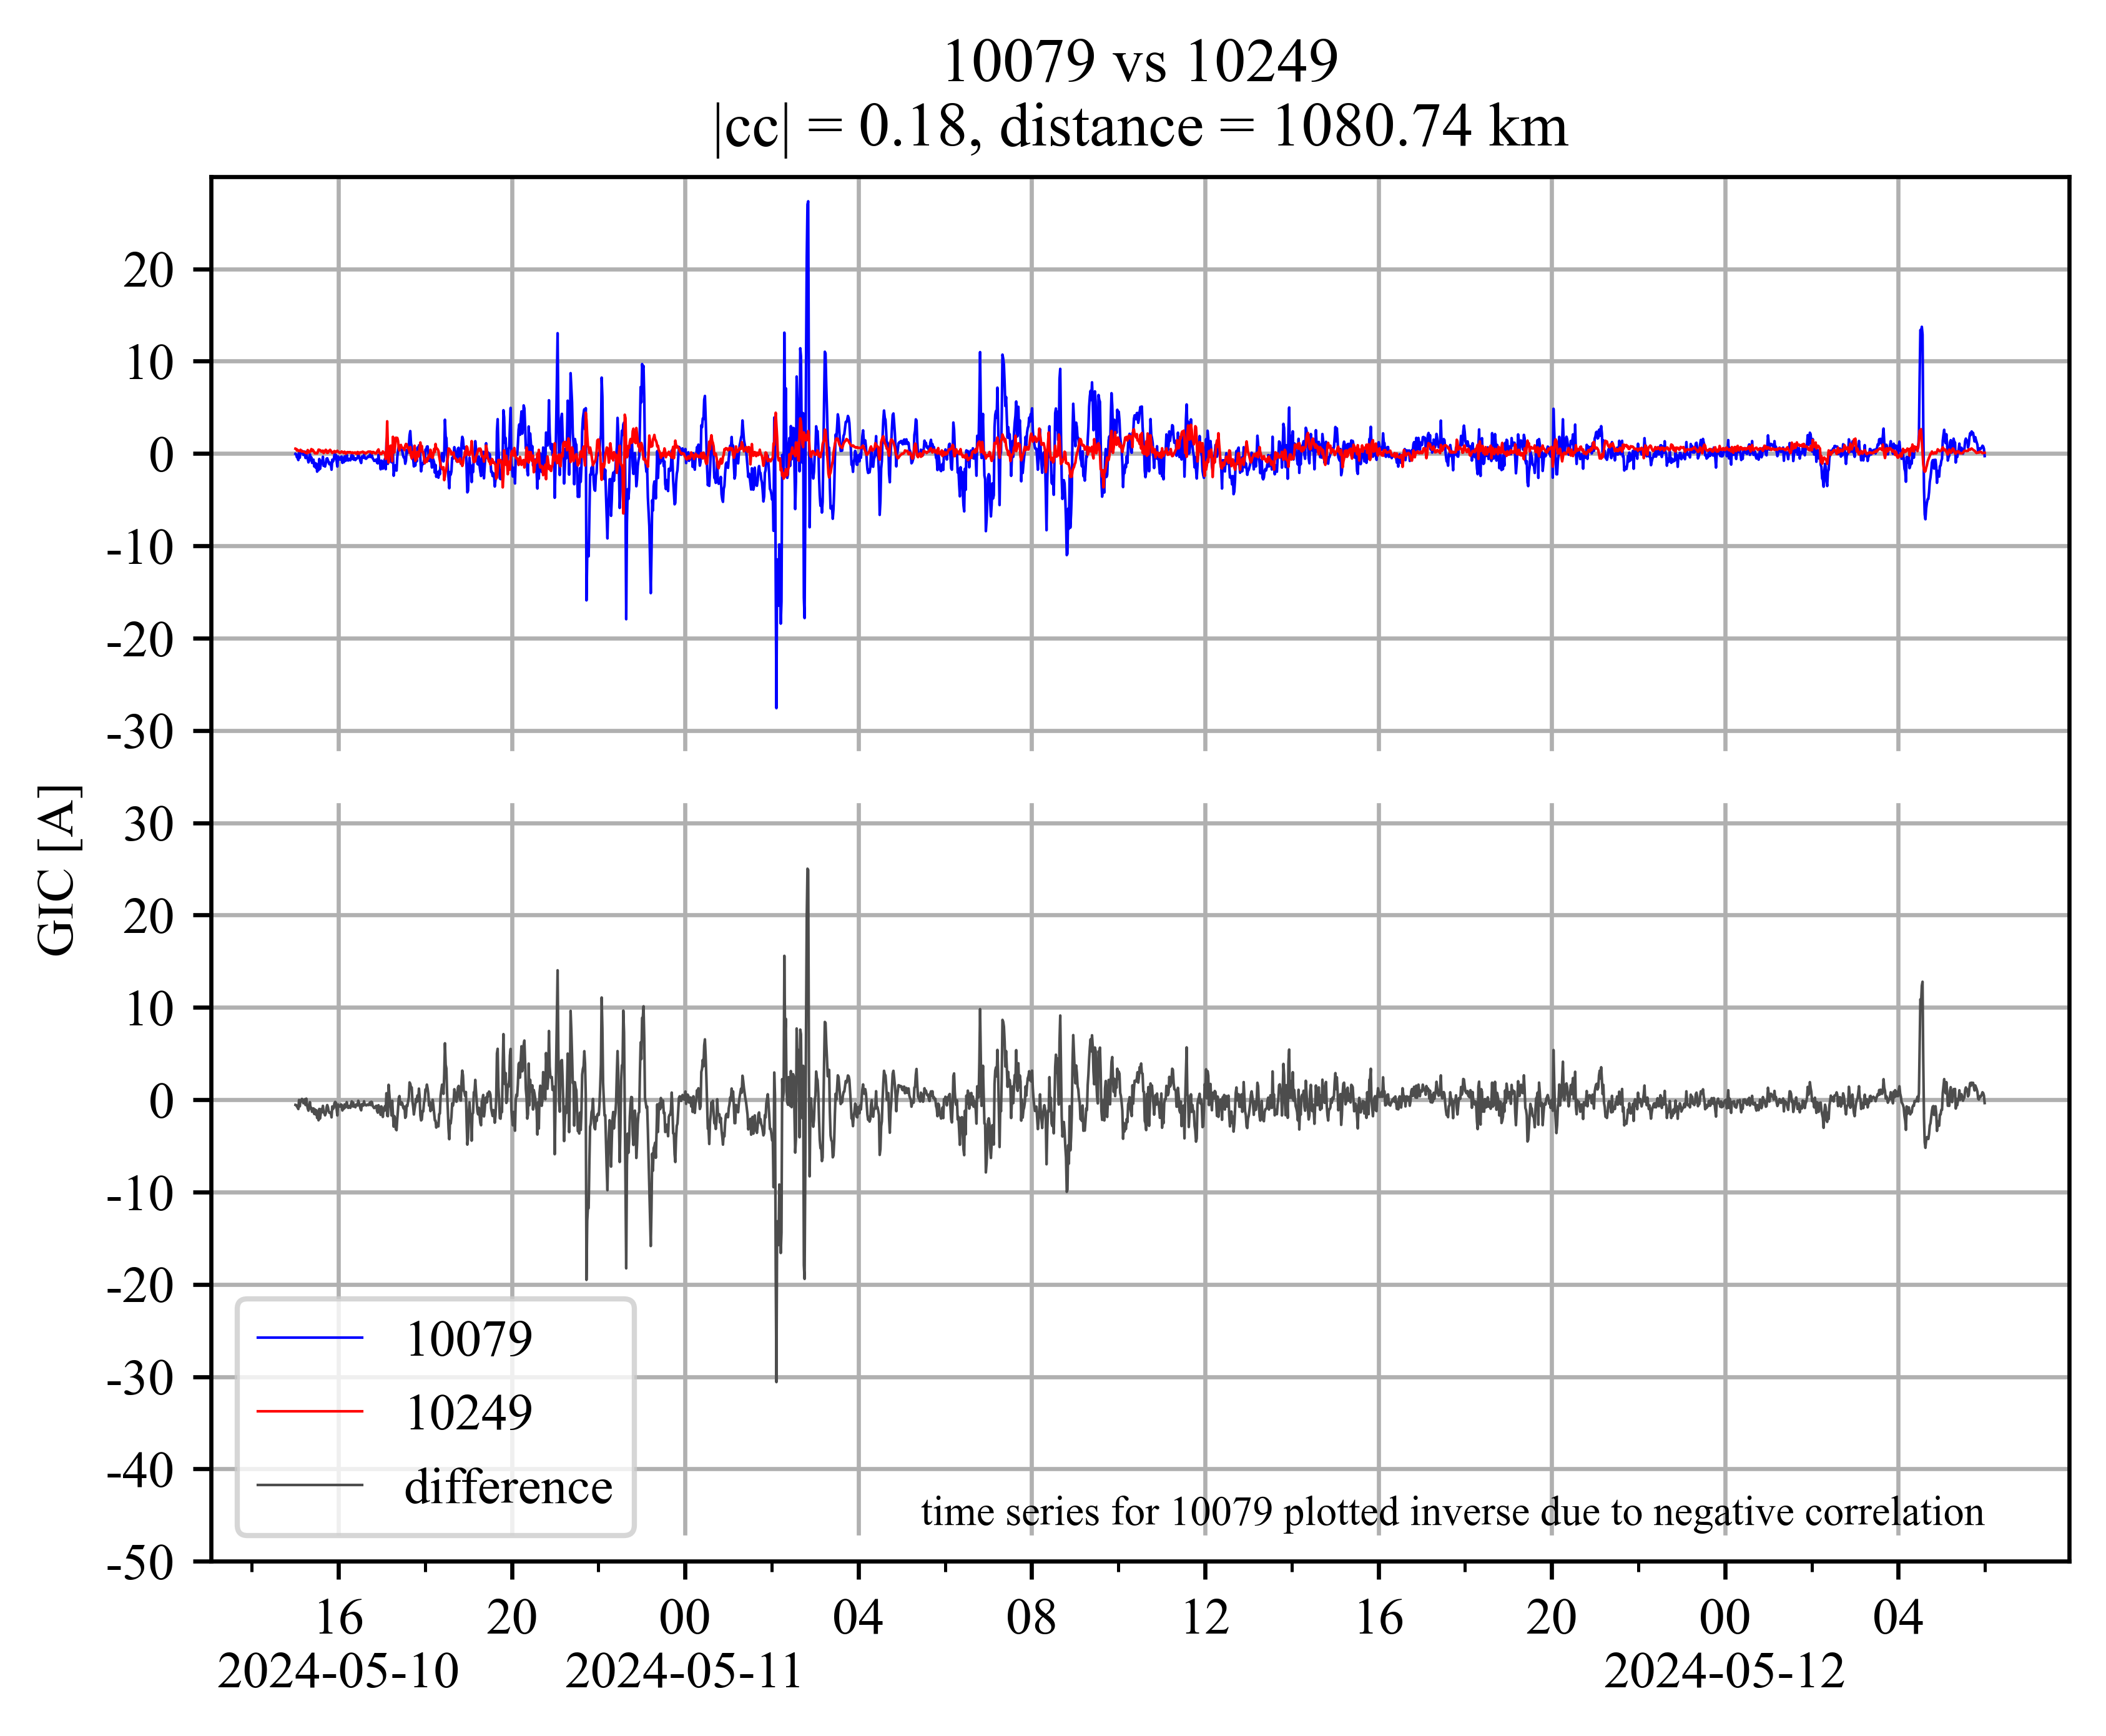 10079 vs 10249
|cc| = 0.18, distance = 1080.74 km
20
10
0
-10
-20
-30
30
20
10
0
-10
-20
-30
-40
-50
GIC [A]
10079
10249
difference
time series for 10079 plotted inverse due to negative correlation
16 20 00 04 08 12 16 20 00 04
2024-05-10 2024-05-11 2024-05-12